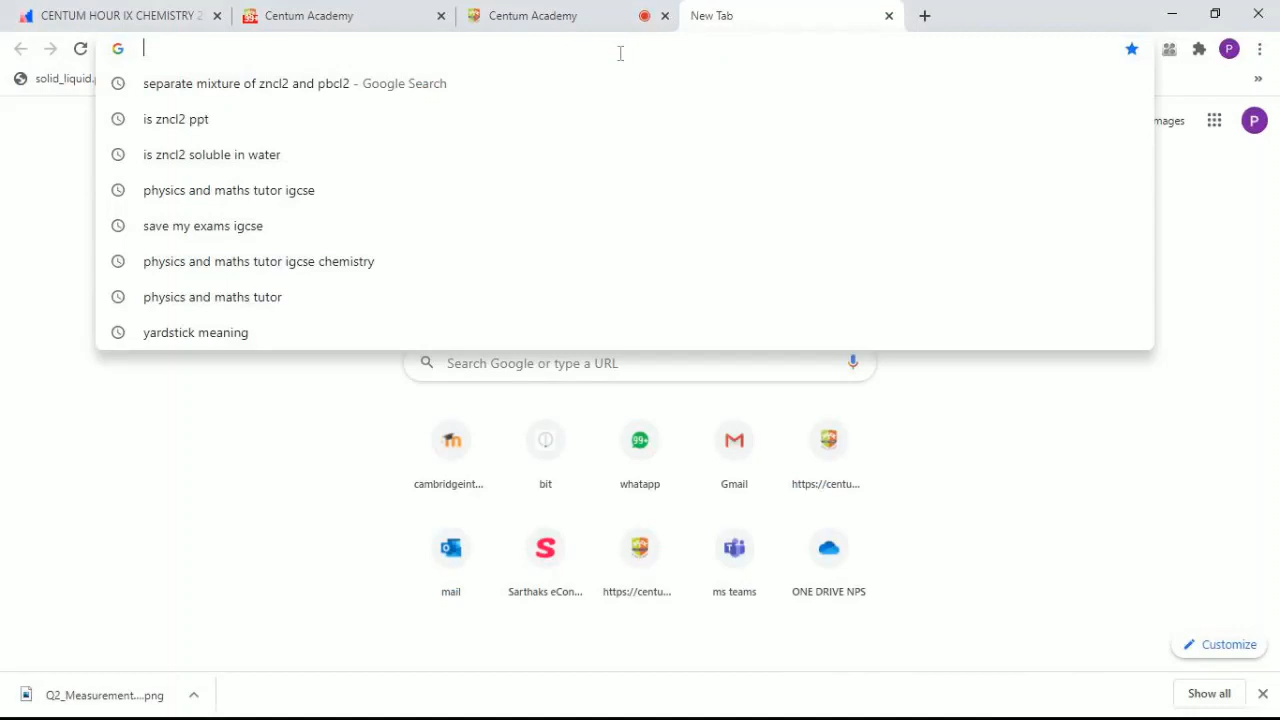 CENTUM HOUR IX CHEMISTRY 2
Centum Academy
Centum Academy
New Tab
solid_liquid.p
separate mixture of zncl2 and pbcl2 - Google Search
is zncl2 ppt
is zncl2 soluble in water
physics and maths tutor igcse
save my exams igcse
physics and maths tutor igcse chemistry
physics and maths tutor
yardstick meaning
P
mages
P
Search Google or type a URL
99+
cambridgeint...
bit
whatapp
Gmail
https://centu...
mail
Sarthaks eCon...
https://centu...
ms teams
ONE DRIVE NPS
Customize
Q2_Measurement....png
Show all